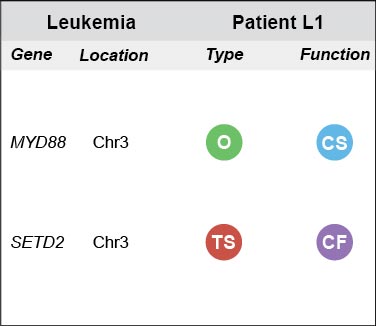 Leukemia Patient L1
Gene Location Type Function
MYD88 Chr3 O CS
SETD2 Chr3 TS CF